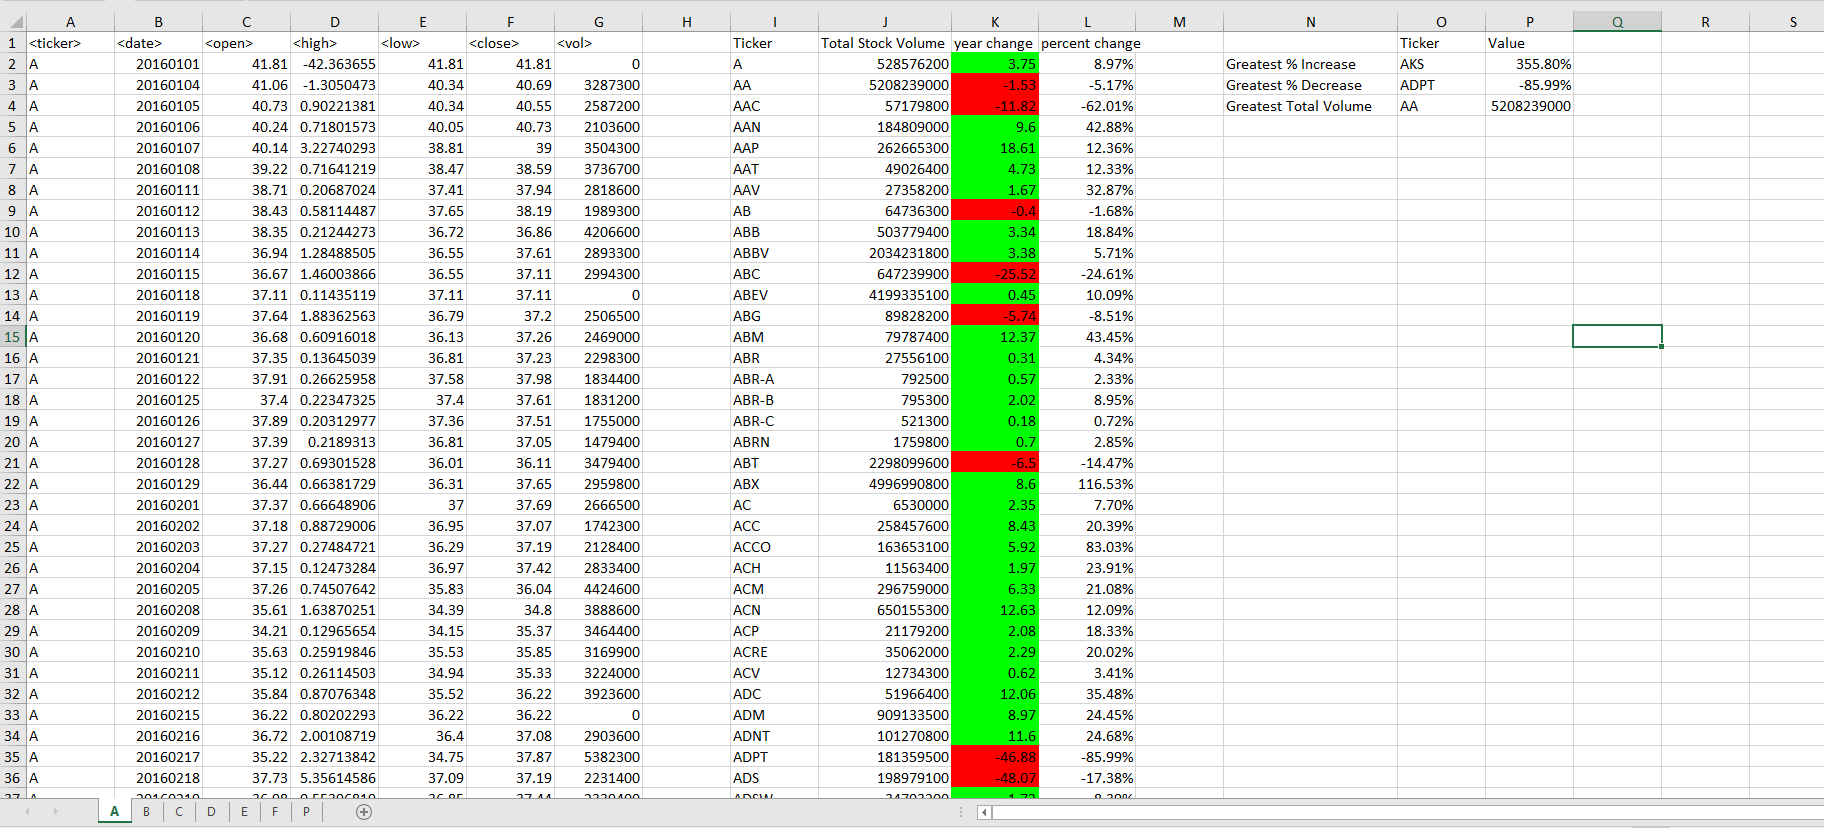 A B C D E F G H I J K L M N O P Q R S
1 <ticker> <date> <open> <high> <low> <close> <vol> Ticker Total Stock Volume year change percent change Ticker Value
2 A 20160101 41.81 -42.363655 41.81 41.81 0 A 528576200 3.75 8.97% Greatest % Increase AKS 355.80%
3 A 20160104 41.06 -1.3050473 40.34 40.69 3287300 AA 5208239000 -1.53 -5.17% Greatest % Decrease ADPT -85.99%
4 A 20160105 40.73 0.90221381 40.34 40.55 2587200 AAC 57179800 -11.82 -62.01% Greatest Total Volume AA 5208239000
5 A 20160106 40.24 0.71801573 40.05 40.73 2103600 AAN 184809000 9.6 42.88%
6 A 20160107 40.14 3.22740293 38.81 39 3504300 AAP 262665300 18.61 12.36%
7 A 20160108 39.22 0.71641219 38.47 38.59 3736700 AAT 49026400 4.73 12.33%
8 A 20160111 38.71 0.20687024 37.41 37.94 2818600 AAV 27358200 1.67 32.87%
9 A 20160112 38.43 0.58114487 37.65 38.19 1989300 AB 64736300 -0.4 -1.68%
10 A 20160113 38.35 0.21244273 36.72 36.86 4206600 ABB 503779400 3.34 18.84%
11 A 20160114 36.94 1.28488505 36.55 37.61 2893300 ABBV 2034231800 3.38 5.71%
12 A 20160115 36.67 1.46003866 36.55 37.11 2994300 ABC 647239900 -25.52 -24.61%
13 A 20160118 37.11 0.11435119 37.11 37.11 0 ABEV 4199335100 0.45 10.09%
14 A 20160119 37.64 1.88362563 36.79 37.2 2506500 ABG 89828200 -5.74 -8.51%
15 A 20160120 36.68 0.60916018 36.13 37.26 2469000 ABM 79787400 12.37 43.45%
16 A 20160121 37.35 0.13645039 36.81 37.23 2298300 ABR 27556100 0.31 4.34%
17 A 20160122 37.91 0.26625958 37.58 37.98 1834400 ABR-A 792500 0.57 2.33%
18 A 20160125 37.4 0.22347325 37.4 37.61 1831200 ABR-B 795300 2.02 8.95%
19 A 20160126 37.89 0.20312977 37.36 37.51 1755000 ABR-C 521300 0.18 0.72%
20 A 20160127 37.39 0.2189313 36.81 37.05 1479400 ABRN 1759800 0.7 2.85%
21 A 20160128 37.27 0.69301528 36.01 36.11 3479400 ABT 2298099600 -6.5 -14.47%
22 A 20160129 36.44 0.66381729 36.31 37.65 2959800 ABX 4996990800 8.6 116.53%
23 A 20160201 37.37 0.66648906 37 37.69 2666500 AC 6530000 2.35 7.70%
24 A 20160202 37.18 0.88729006 36.95 37.07 1742300 ACC 258457600 8.43 20.39%
25 A 20160203 37.27 0.27484721 36.29 37.19 2128400 ACCO 163653100 5.92 83.03%
26 A 20160204 37.15 0.12473284 36.97 37.42 2833400 ACH 11563400 1.97 23.91%
27 A 20160205 37.26 0.74507642 35.83 36.04 4424600 ACM 296759000 6.33 21.08%
28 A 20160208 35.61 1.63870251 34.39 34.8 3888600 ACN 650155300 12.63 12.09%
29 A 20160209 34.21 0.12965654 34.15 35.37 3464400 ACP 21179200 2.08 18.33%
30 A 20160210 35.63 0.25919846 35.53 35.85 3169900 ACRE 35062000 2.29 20.02%
31 A 20160211 35.12 0.26114503 34.94 35.33 3224000 ACV 12734300 0.62 3.41%
32 A 20160212 35.84 0.87076348 35.52 36.22 3923600 ADC 51966400 12.06 35.48%
33 A 20160215 36.22 0.80202293 36.22 36.22 0 ADM 909133500 8.97 24.45%
34 A 20160216 36.72 2.00108719 36.4 37.08 2903600 ADNT 101270800 11.6 24.68%
35 A 20160217 35.22 2.32713842 34.75 37.87 5382300 ADPT 181359500 -46.88 -85.99%
36 A 20160218 37.73 5.35614586 37.09 37.19 2231400 ADS 198979100 -48.07 -17.38%
A B C D E F P